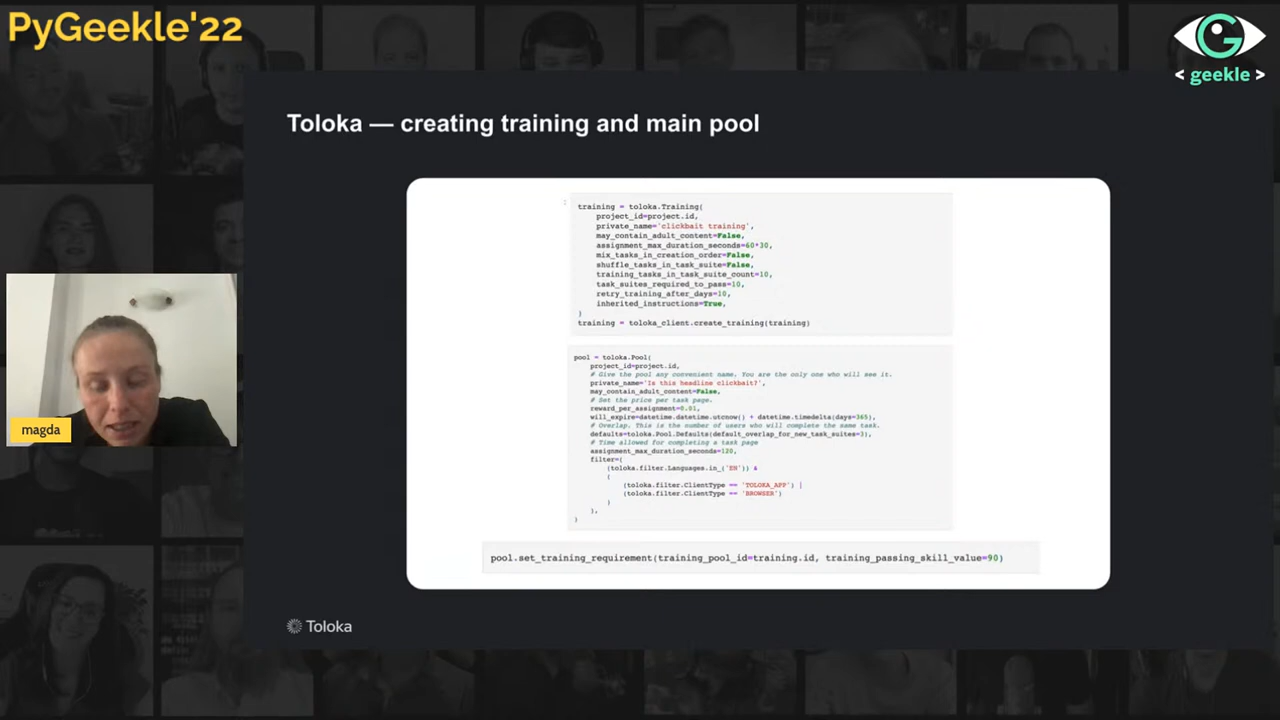 PyGeekle'22
G
< geekle >
Toloka — creating training and main pool
training = toloka.Training(
project_id=project.id,
private_name='clickbait training',
may_contain_adult_content=False,
assignment_max_duration_seconds=60*30,
mix_tasks_in_creation_order=False,
shuffle_tasks_in_task_suite=False,
training_tasks_in_task_suite_count=10,
task_suites_required_to_pass=10,
retry_training_after_days=10,
inherited_instructions=True,
)
training = toloka_client.create_training(training)
pool = toloka.Pool(
project_id=project.id,
# Give the pool any convenient name. You are the only one who will see it.
private_name='Is this headline clickbait?',
may_contain_adult_content=False,
# Set the price per task page.
reward_per_assignment=0.01,
will_expire=datetime.datetime.utcnow() + datetime.timedelta(days=365),
# Overlap. This is the number of users who will complete the same task.
defaults=toloka.Pool.Defaults(default_overlap_for_new_task_suites=3),
# Time allowed for completing a task page
assignment_max_duration_seconds=120,
filter=(
(toloka.filter.Languages.in_('EN')) &
(
(toloka.filter.ClientType == 'TOLOKA_APP') |
(toloka.filter.ClientType == 'BROWSER')
)
),
)
pool.set_training_requirement(training_pool_id=training.id, training_passing_skill_value=90)
magda
Toloka